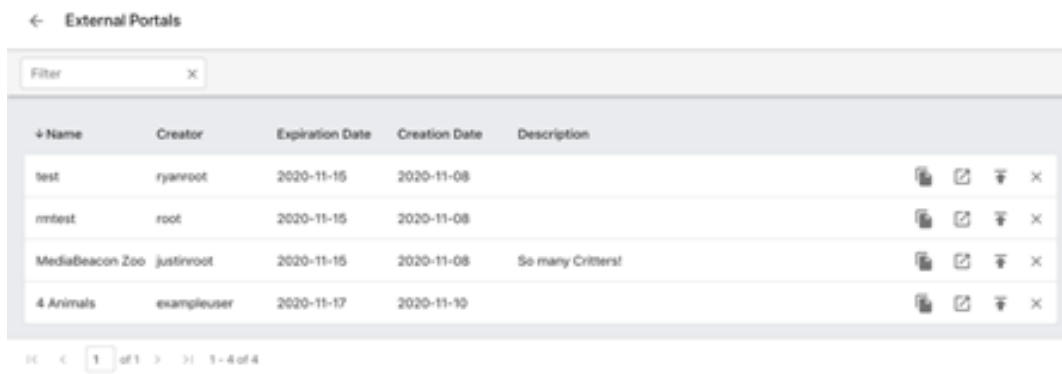 External Portals
Filter
Name Creator Expiration Date Creation Date Description
test ryanroot 2020-11-15 2020-11-08
rmtest root 2020-11-15 2020-11-08
MediaBeacon Zoo justinroot 2020-11-15 2020-11-08 So many Critters!
4 Animals exampleuser 2020-11-17 2020-11-10
1 of 1 1 - 4 of 4